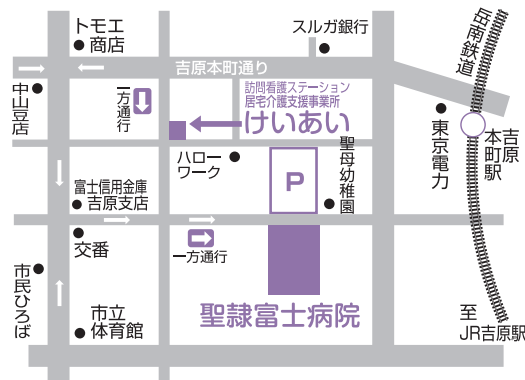 トモエ
商店
スルガ銀行
岳南鉄道
吉原本町通り
中山豆店
一方
通行
訪問看護ステーション
居宅介護支援事業所
けいあい
東京電力
吉原
本町駅
ハロー
ワーク
P
聖母幼稚園
富士信用金庫
吉原支店
交番
一方通行
市民ひろば
市立
体育館
聖隷富士病院
至
JR吉原駅